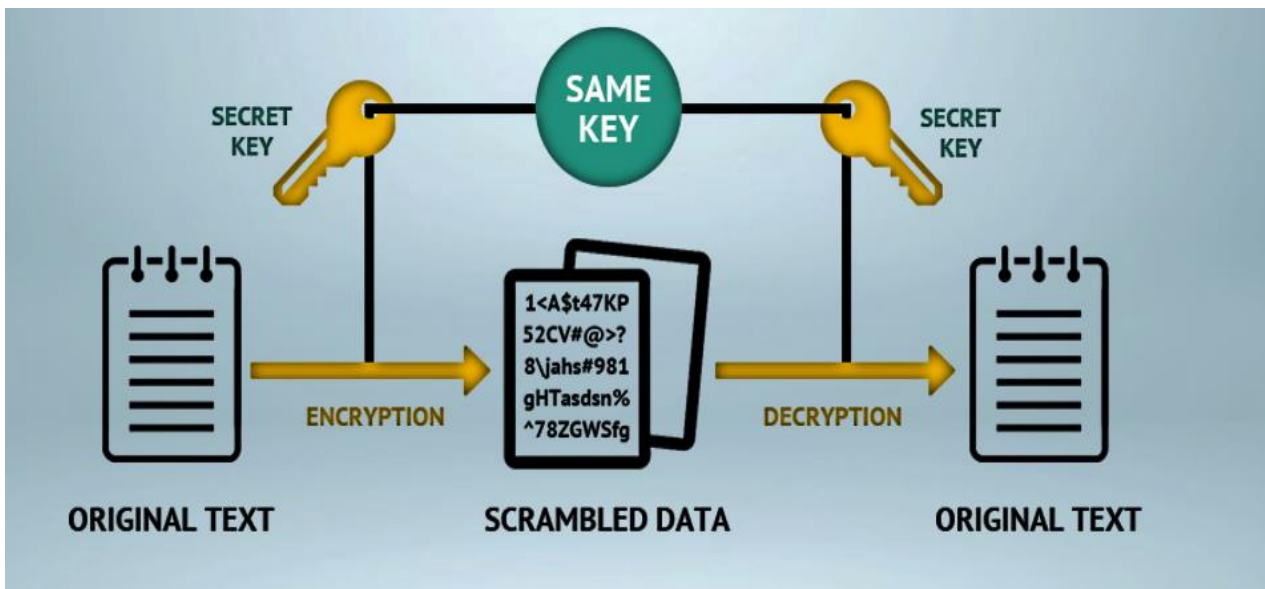 SAME
KEY
SECRET
KEY
SECRET
KEY
1<A$t47KP
52CV#@>?
8\jahs#981
gHTasdsn%
^78ZGWSfg
ENCRYPTION
DECRYPTION
ORIGINAL TEXT
SCRAMBLED DATA
ORIGINAL TEXT